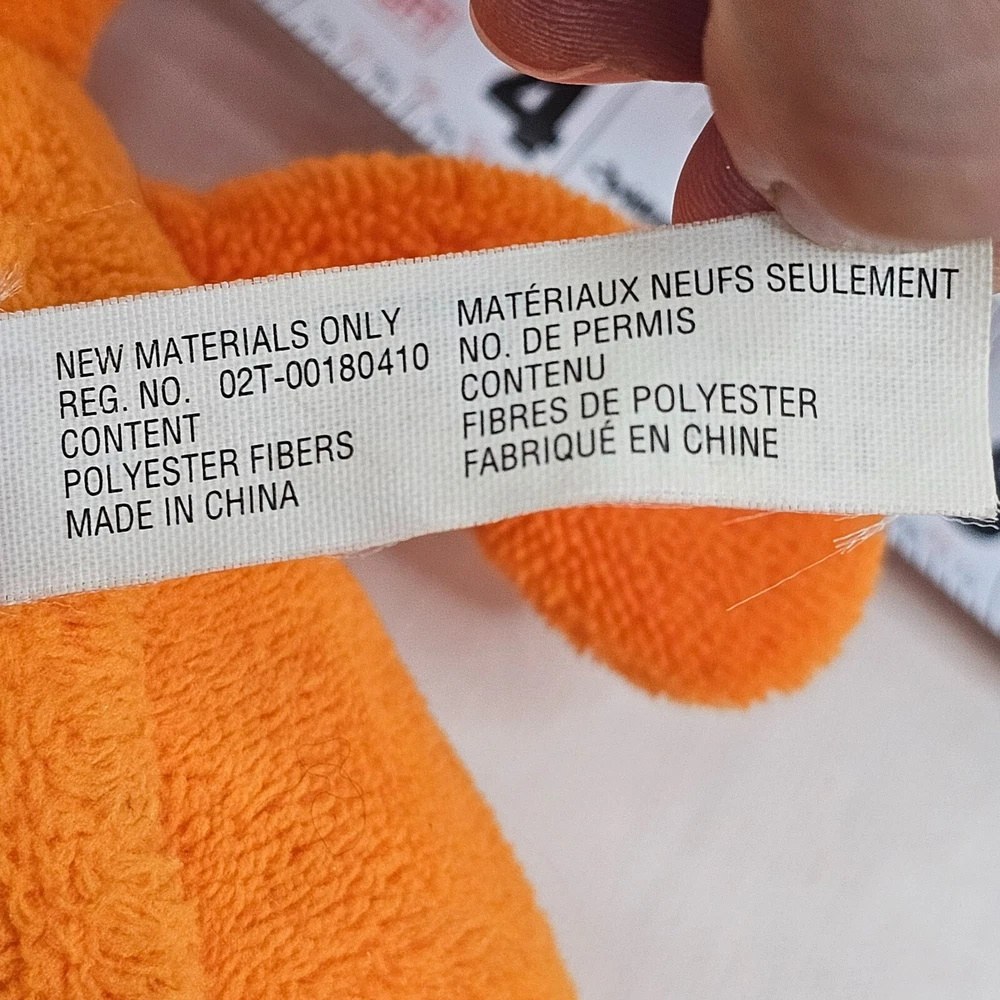 4
NEW MATERIALS ONLY
REG. NO. 02T-00180410
CONTENT
POLYESTER FIBERS
MADE IN CHINA
MATÉRIAUX NEUFS SEULEMENT
NO. DE PERMIS
CONTENU
FIBRES DE POLYESTER
FABRIQUÉ EN CHINE